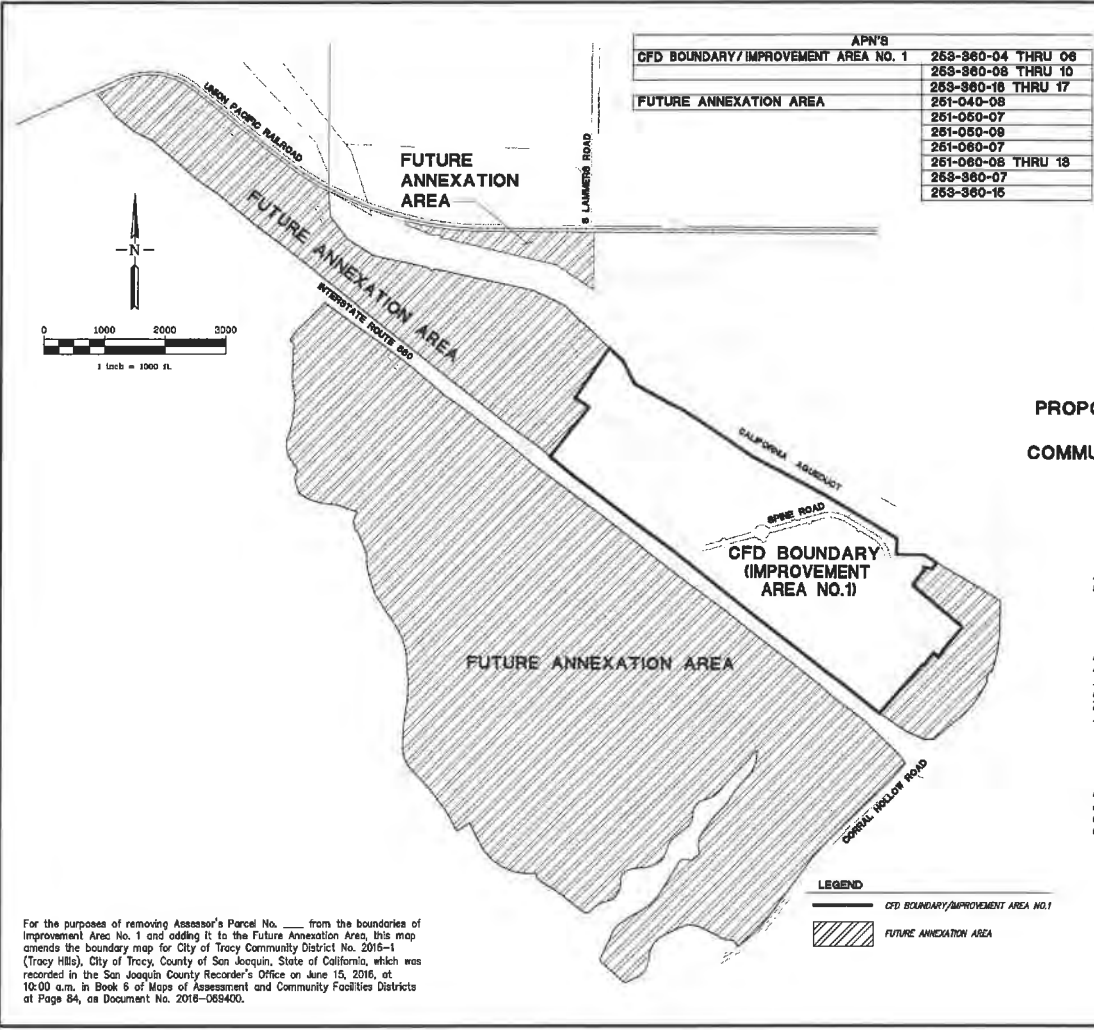 APN'S
CFD BOUNDARY/IMPROVEMENT AREA NO. 1 253-360-04 THRU 06
253-360-08 THRU 10
253-360-16 THRU 17
FUTURE ANNEXATION AREA 251-040-08
251-050-07
251-050-09
251-060-07
251-060-08 THRU 13
253-360-07
253-360-15
UNION PACIFIC RAILROAD
FUTURE
ANNEXATION
AREA
S LAMMERS ROAD
FUTURE ANNEXATION AREA
N
INTERSTATE ROUTE 580
0 1000 2000 3000
1 inch = 1000 ft.
PROPO
COMMU
CALIFORNIA AQUEDUCT
SPINE ROAD
CFD BOUNDARY
(IMPROVEMENT
AREA NO.1)
FUTURE ANNEXATION AREA
CORRAL HOLLOW ROAD
LEGEND
CFD BOUNDARY/IMPROVEMENT AREA NO.1
FUTURE ANNEXATION AREA
For the purposes of removing Assessor's Parcel No. ___ from the boundaries of
Improvement Area No. 1 and adding it to the Future Annexation Area, this map
amends the boundary map for City of Tracy Community District No. 2016-1
(Tracy Hills), City of Tracy, County of San Joaquin, State of California, which was
recorded in the San Joaquin County Recorder's Office on June 15, 2016, at
10:00 a.m. in Book 6 of Maps of Assessment and Community Facilities Districts
at Page 84, as Document No. 2016-069400.